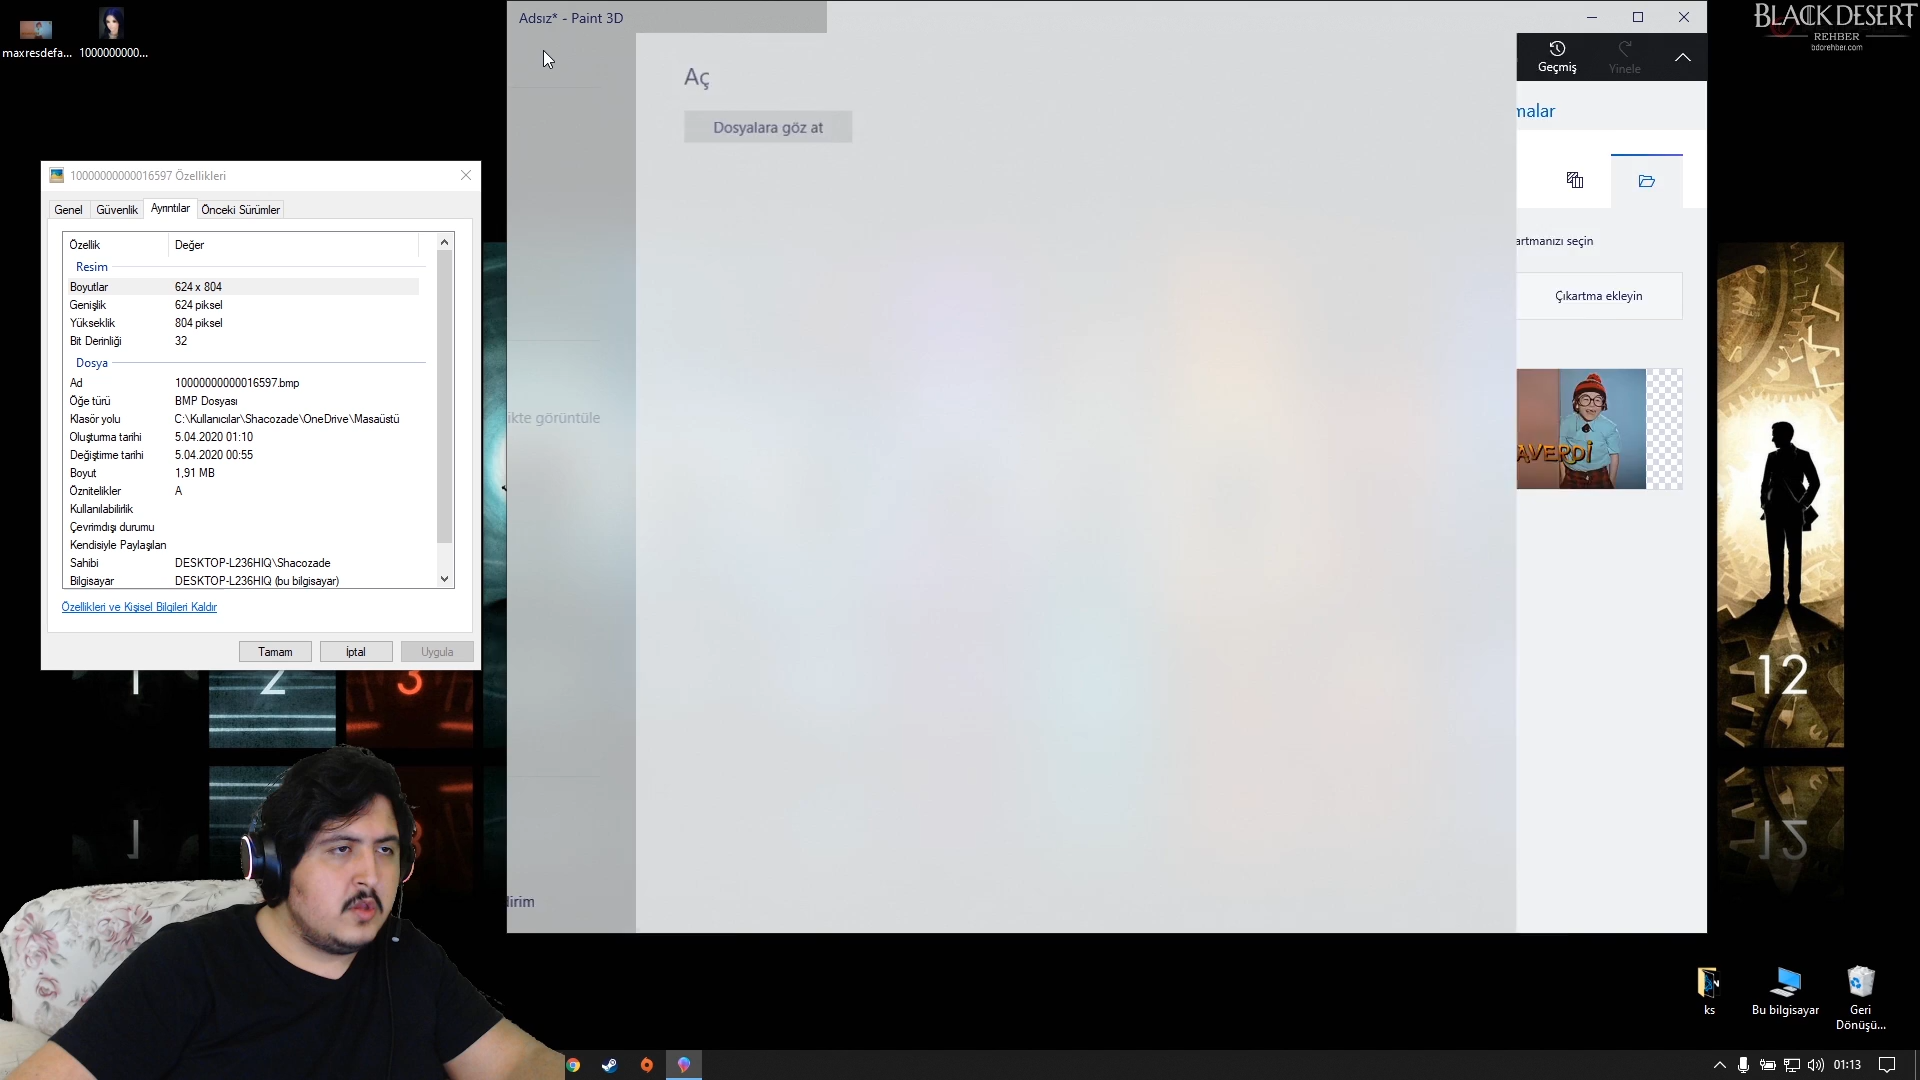 maxresdefa...
1000000000...
10000000000016597 Özellikleri
Genel
Güvenlik
Ayrıntılar
Önceki Sürümler
Özellik
Değer
Resim
Boyutlar
624 x 804
Genişlik
624 piksel
Yükseklik
804 piksel
Bit Derinliği
32
Dosya
Ad
10000000000016597.bmp
Öğe türü
BMP Dosyası
Klasör yolu
C:\Kullanıcılar\Shacozade\OneDrive\Masaüstü
Oluşturma tarihi
5.04.2020 01:10
Değiştirme tarihi
5.04.2020 00:55
Boyut
1,91 MB
Öznitelikler
A
Kullanılabilirlik
Çevrimdışı durumu
Kendisiyle Paylaşılan
Sahibi
DESKTOP-L236HIQ\Shacozade
Bilgisayar
DESKTOP-L236HIQ (bu bilgisayar)
Özellikleri ve Kişisel Bilgileri Kaldır
Tamam
İptal
Uygula
Adsız* - Paint 3D
Aç
Dosyalara göz at
ikte görüntüle
dirim
Geçmiş
Yinele
malar
artmanızı seçin
Çıkartma ekleyin
AVERDİ
BLACK DESERT
REHBER
bdorehber.com
1
2
3
12
12
ks
Bu bilgisayar
Geri
Dönüşü...
01:13